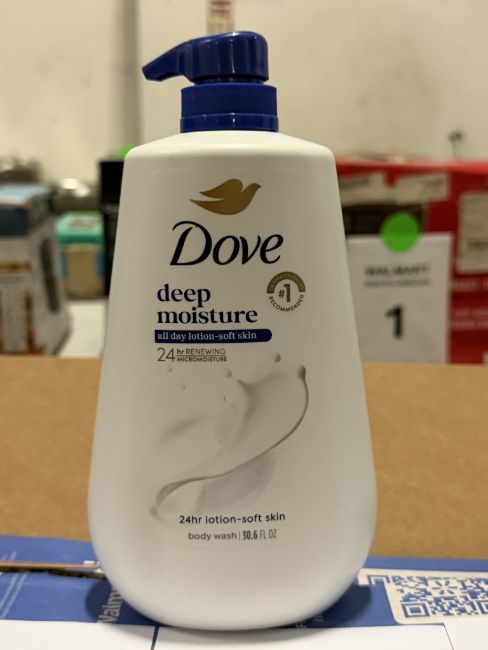 Dove
deep
moisture
#1
RECOMMENDED
all day lotion-soft skin
24 hr RENEWING
MICROMOISTURE
24hr lotion-soft skin
body wash | 30.6 FL OZ
WALMART
1